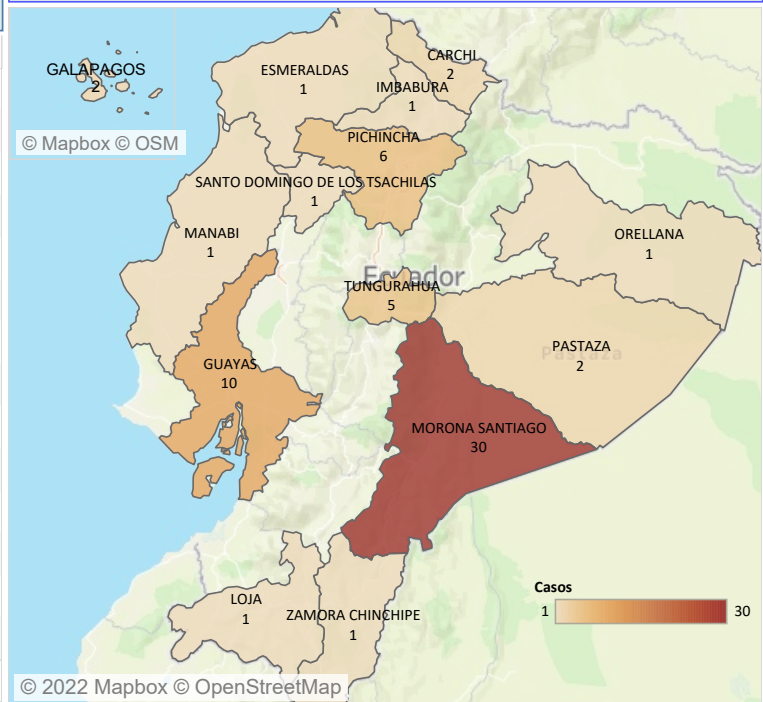 GALAPAGOS
2
© Mapbox © OSM
ESMERALDAS
1
CARCHI
2
IMBABURA
1
PICHINCHA
6
SANTO DOMINGO DE LOS TSACHILAS
1
MANABI
1
ORELLANA
1
Ecuador
TUNGURAHUA
5
PASTAZA
Pastaza
2
GUAYAS
10
MORONA SANTIAGO
30
Casos
1 30
LOJA
1
ZAMORA CHINCHIPE
1
© 2022 Mapbox © OpenStreetMap